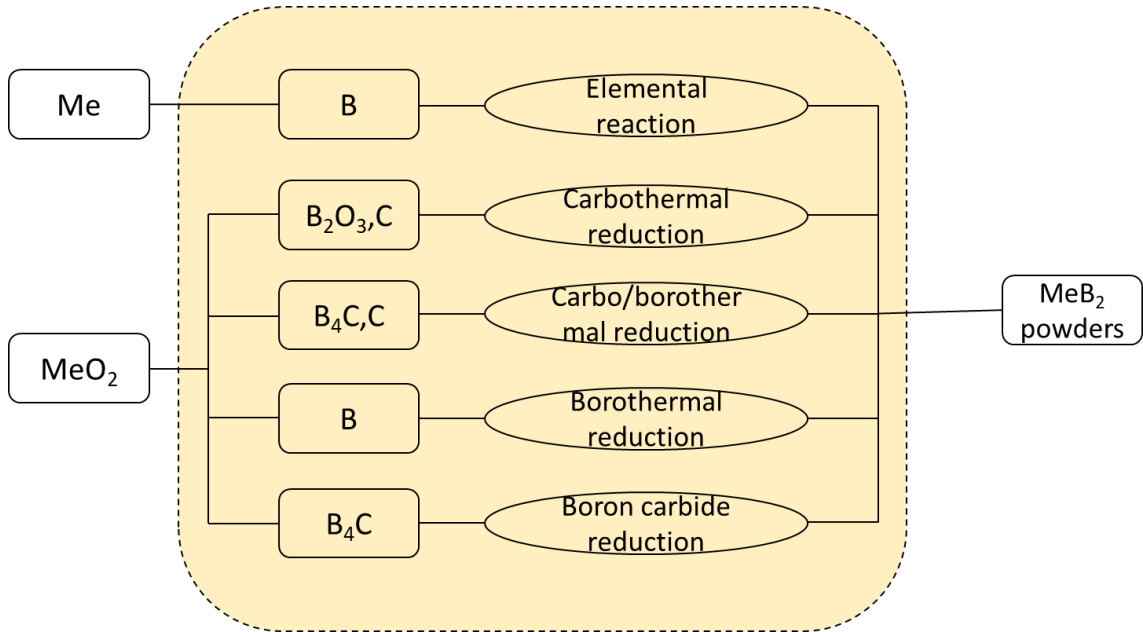 Me
B
Elemental
reaction
B₂O₃,C
Carbothermal
reduction
B₄C,C
Carbo/borother
mal reduction
MeB₂
powders
MeO₂
B
Borothermal
reduction
B₄C
Boron carbide
reduction